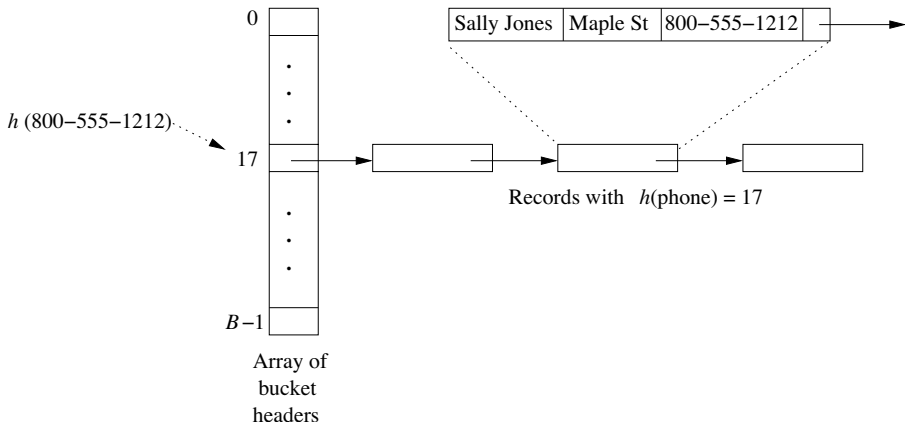 0
Sally Jones Maple St 800−555−1212
h (800−555−1212)
17
Records with h(phone) = 17
B−1
Array of
bucket
headers